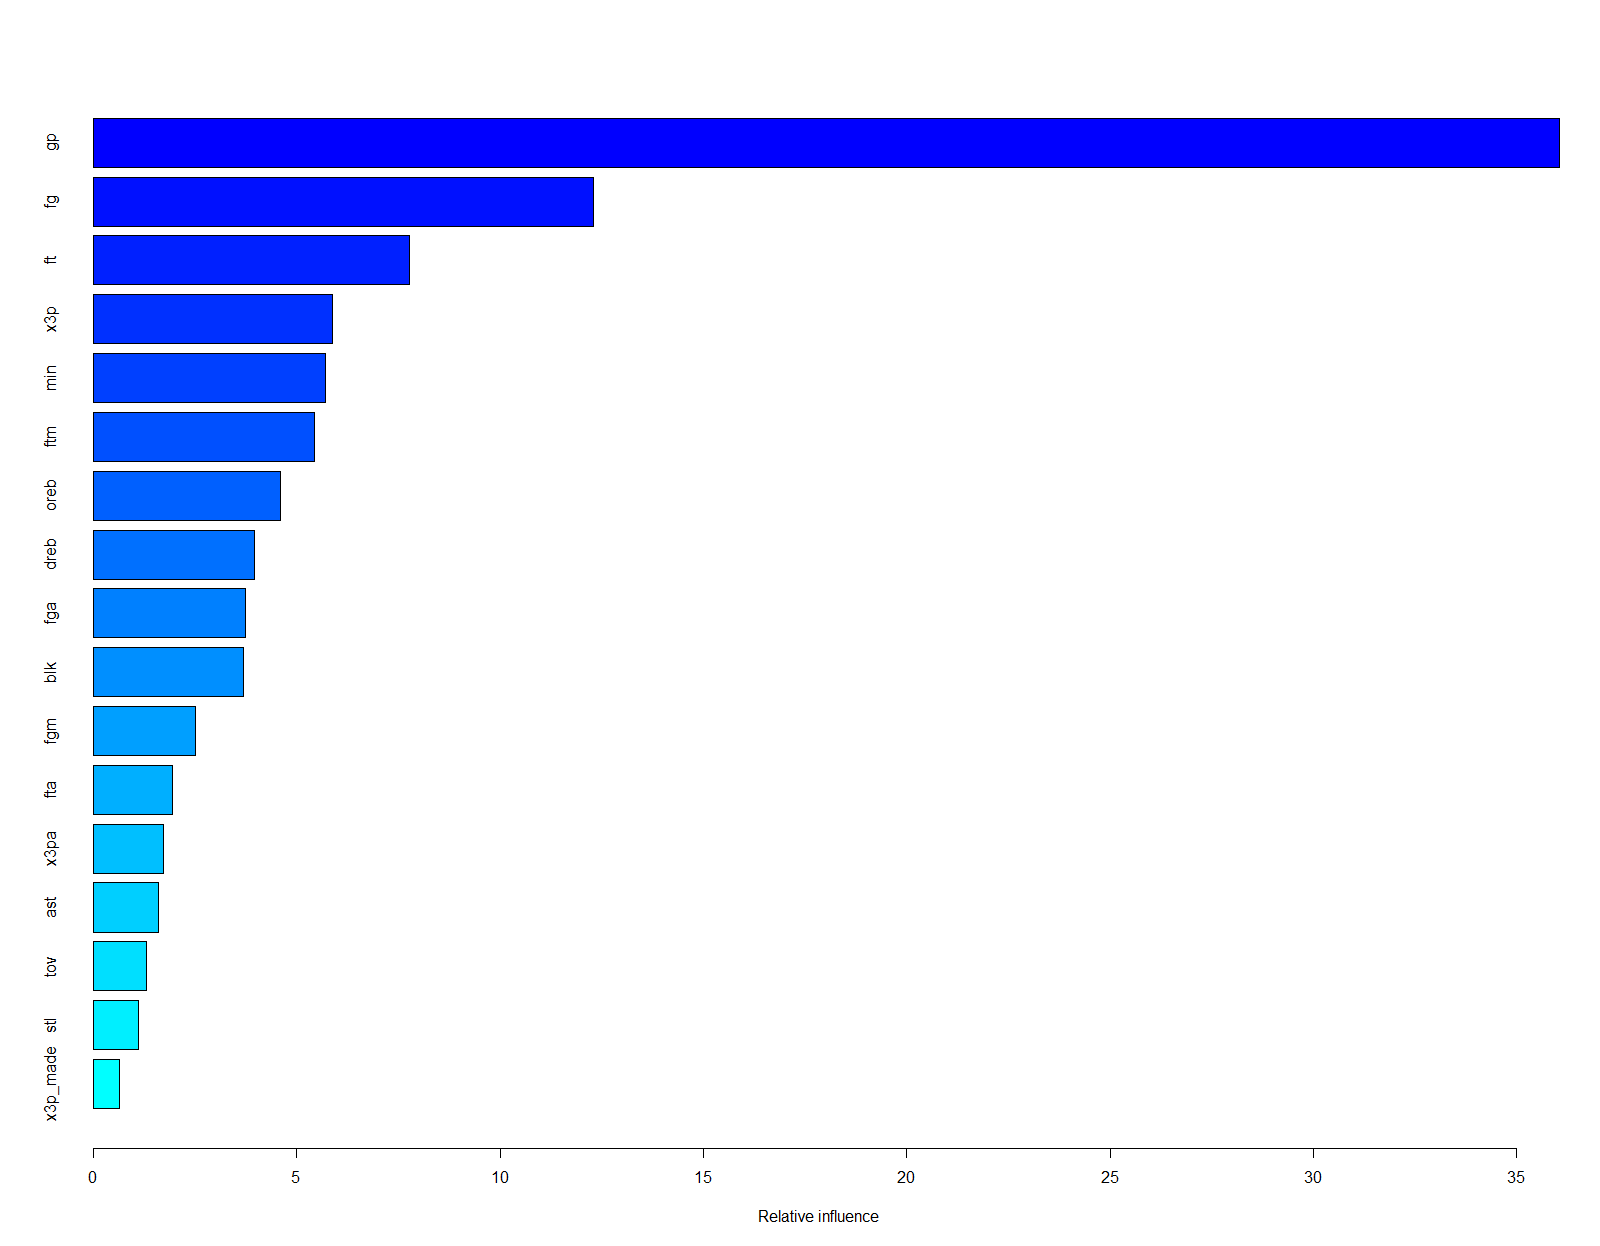 gp
fg
ft
x3p
min
ftm
oreb
dreb
fga
blk
fgm
fta
x3pa
ast
tov
stl
x3p_made
0 5 10 15 20 25 30 35
Relative influence